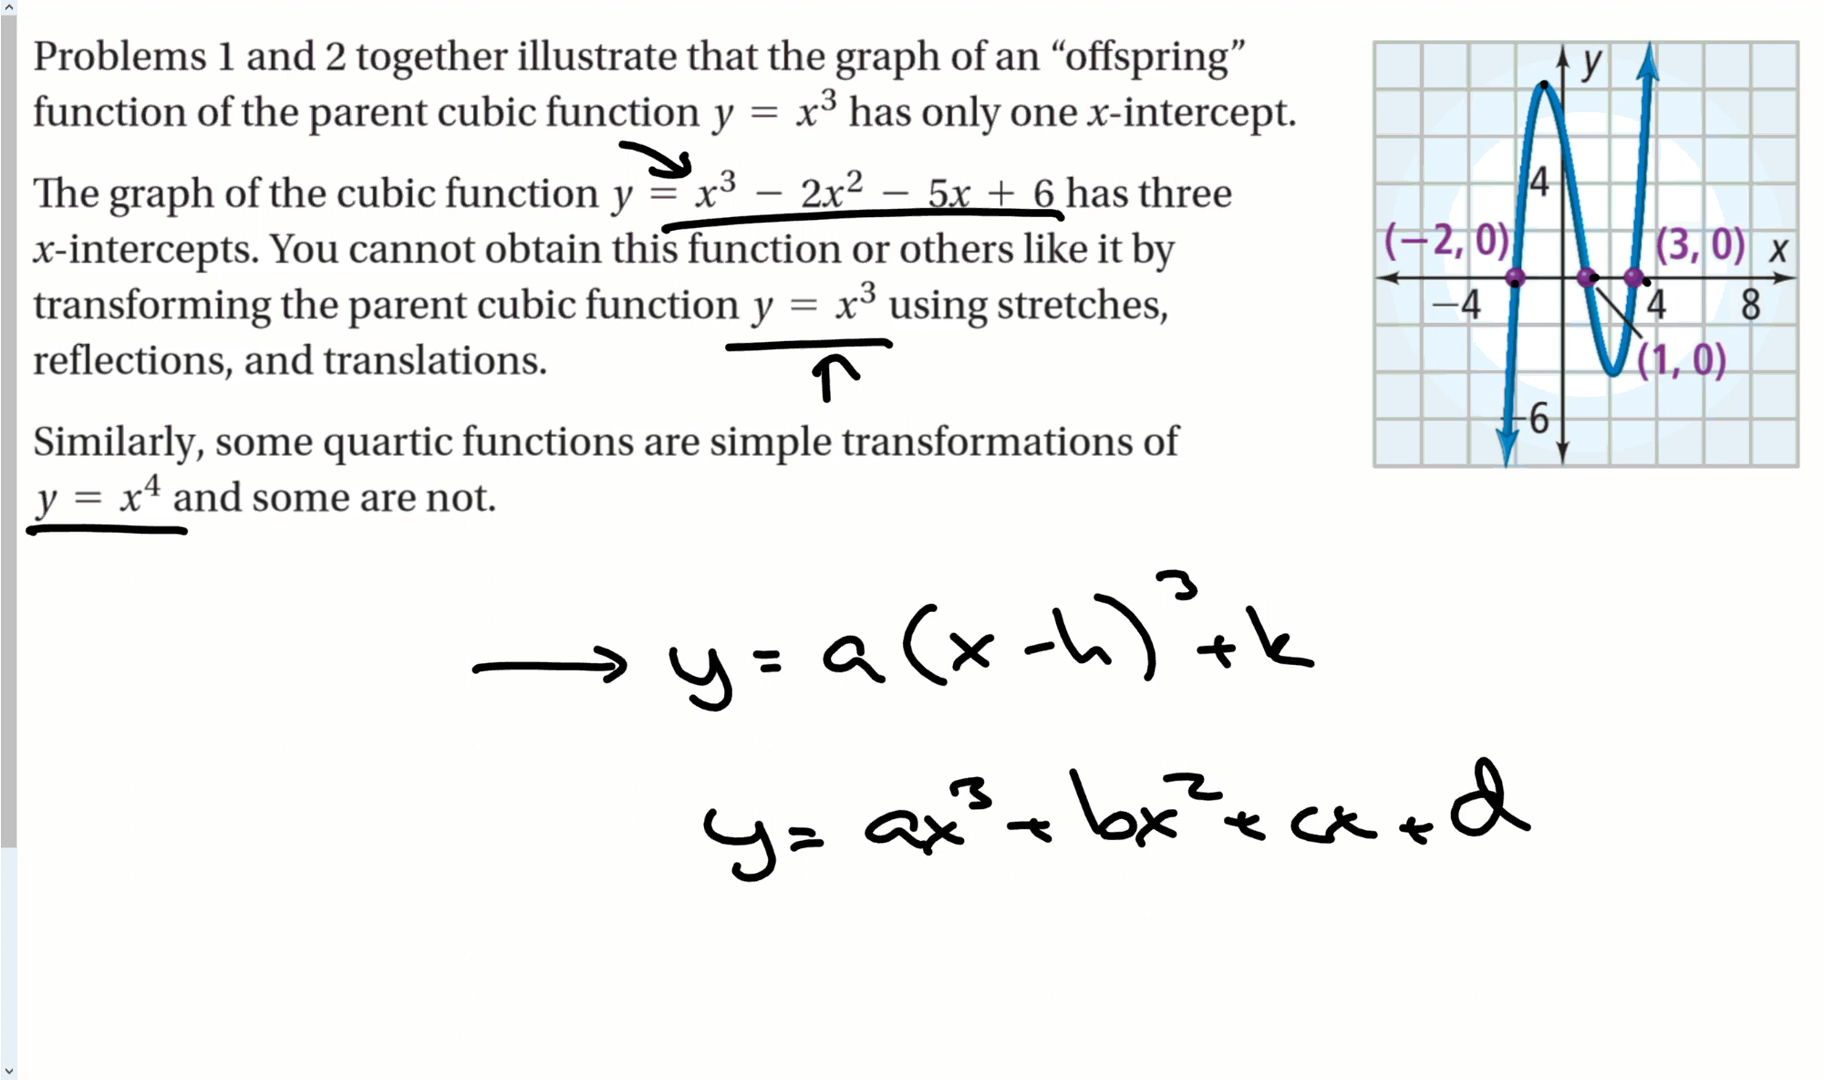 Problems 1 and 2 together illustrate that the graph of an “offspring”
function of the parent cubic function y = x³ has only one x-intercept.
The graph of the cubic function y = x³ − 2x² − 5x + 6 has three
x-intercepts. You cannot obtain this function or others like it by
transforming the parent cubic function y = x³ using stretches,
reflections, and translations.
Similarly, some quartic functions are simple transformations of
y = x⁴ and some are not.
y
4
(−2, 0)
(3, 0)
x
−4
4
8
(1, 0)
−6
y = a(x − h)³ + k
y = ax³ + bx² + cx + d